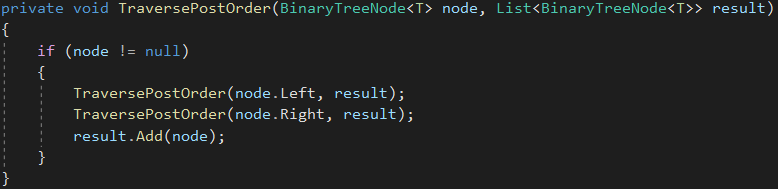 private void TraversePostOrder(BinaryTreeNode<T> node, List<BinaryTreeNode<T>> result)
{
    if (node != null)
    {
        TraversePostOrder(node.Left, result);
        TraversePostOrder(node.Right, result);
        result.Add(node);
    }
}